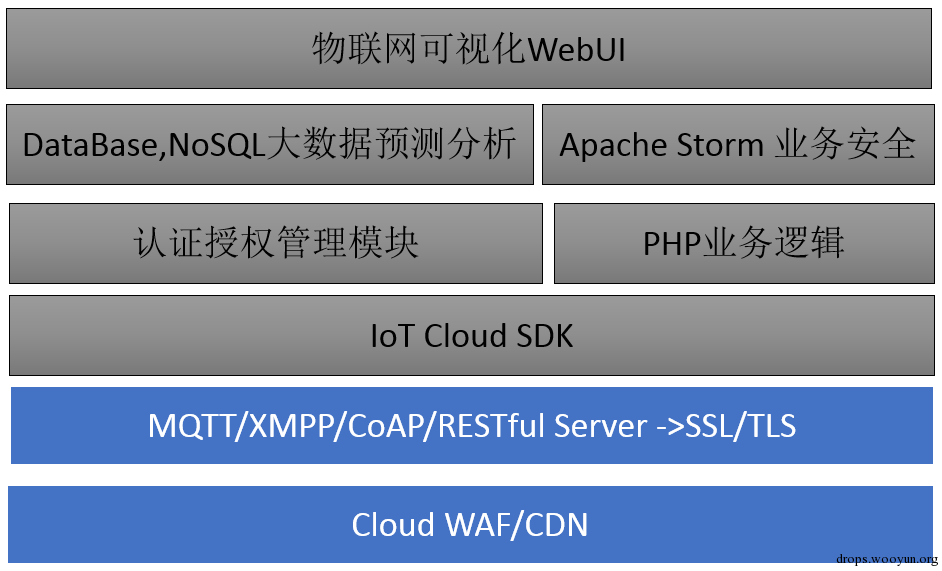 物联网可视化WebUI
DataBase,NoSQL大数据预测分析
Apache Storm 业务安全
认证授权管理模块
PHP业务逻辑
IoT Cloud SDK
MQTT/XMPP/CoAP/RESTful Server ->SSL/TLS
Cloud WAF/CDN
drops.wooyun.org